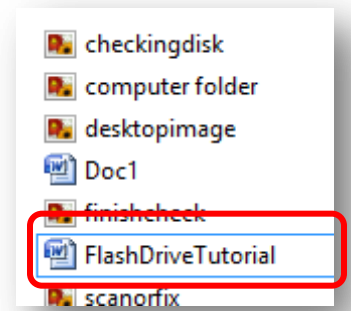 checkingdisk
computer folder
desktopimage
Doc1
finishcheck
FlashDriveTutorial
scanorfix